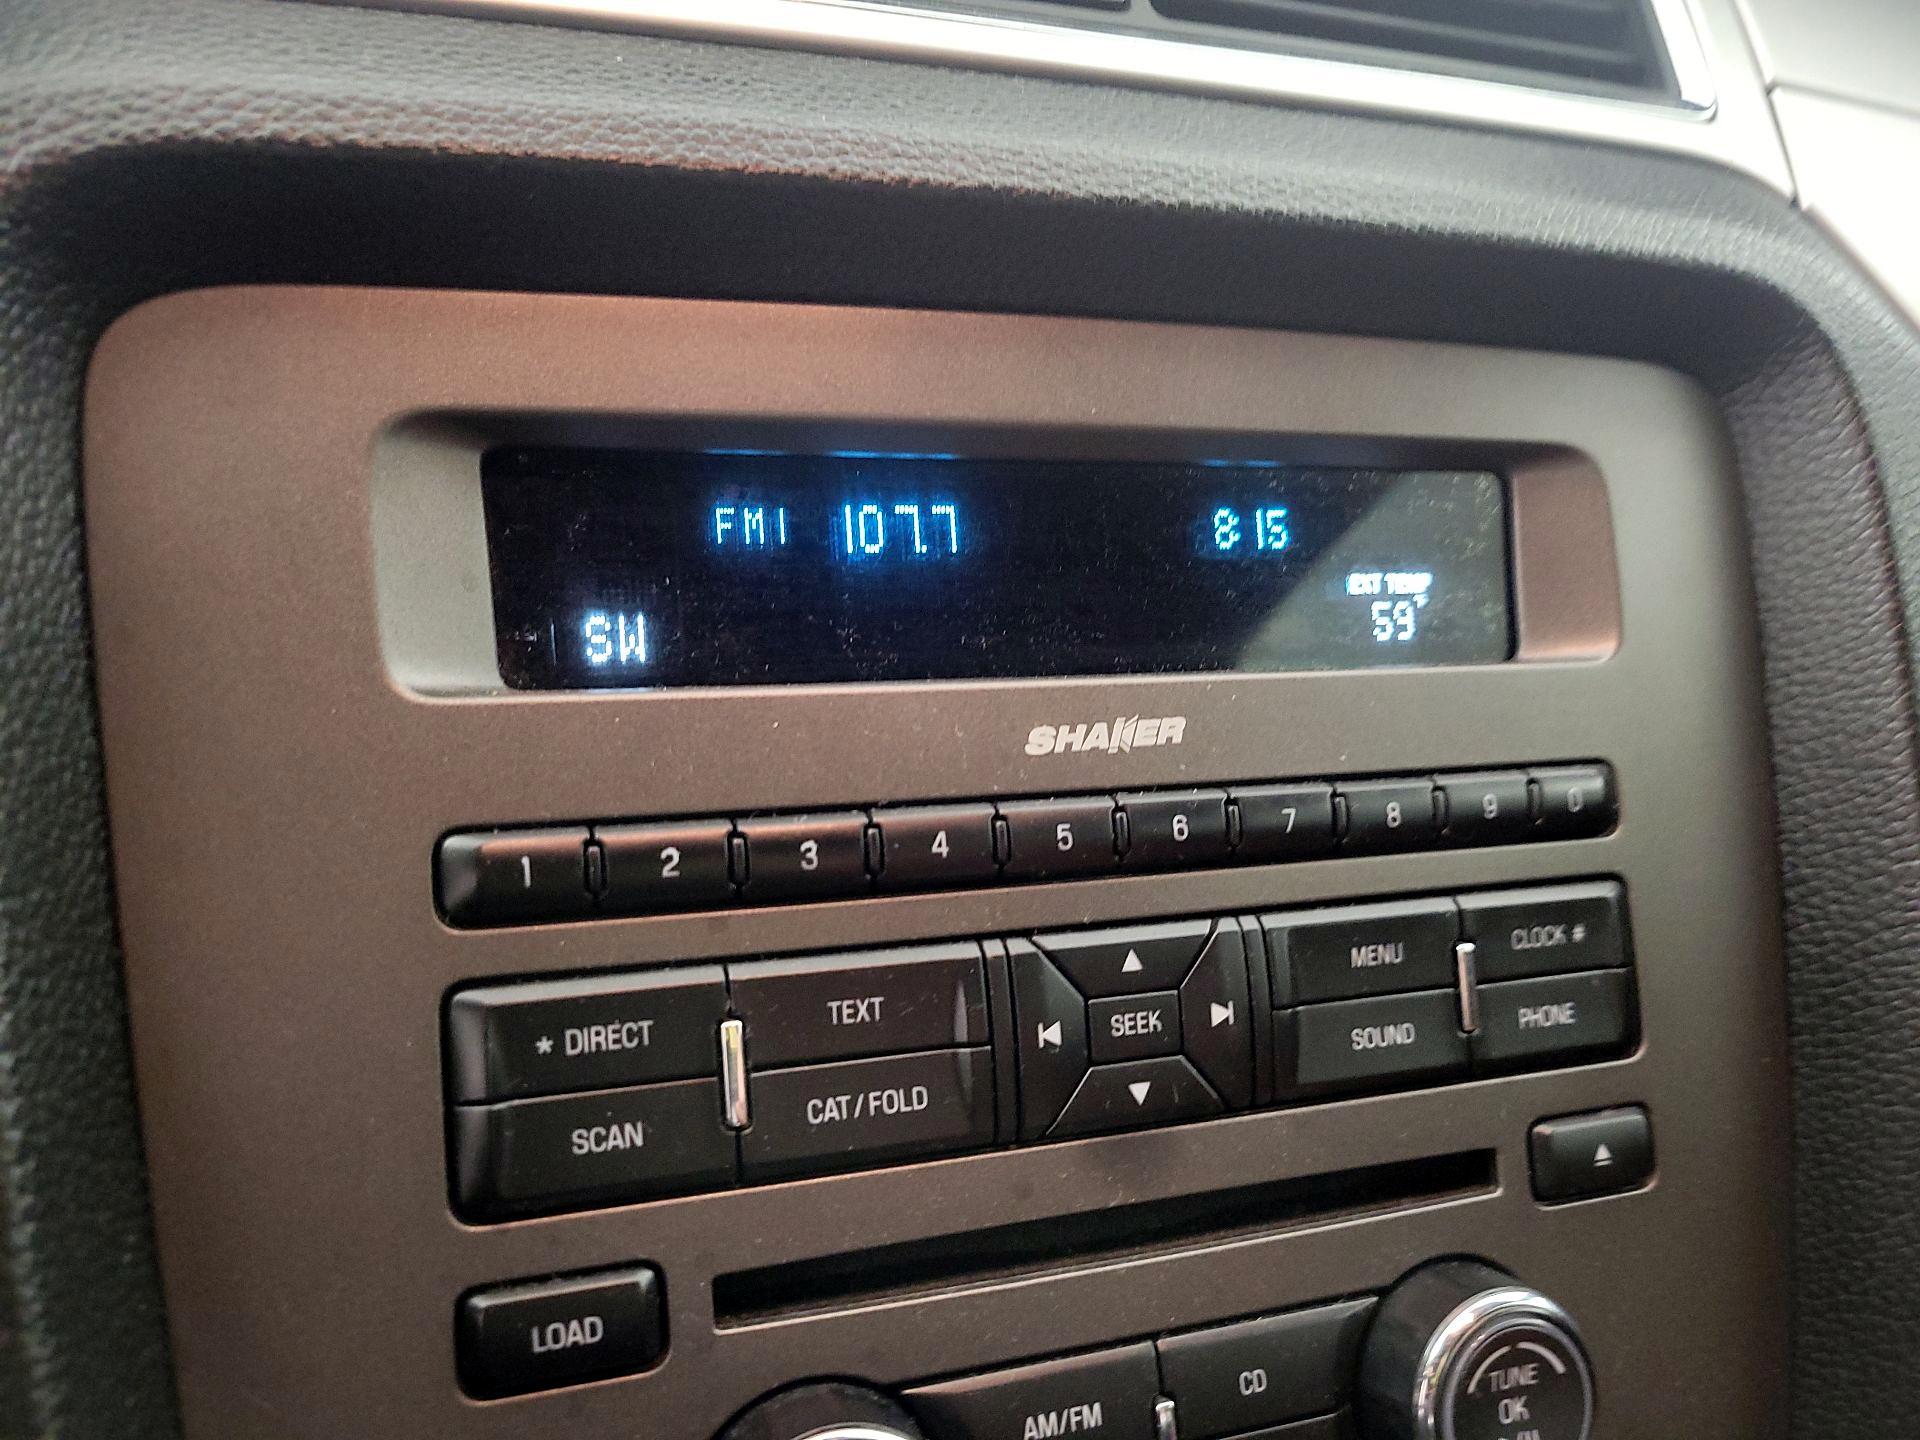 FM1 107.7 8:15
EXT TEMP
SW 59°F
SHAKER
1 2 3 4 5 6 7 8 9 0
* DIRECT TEXT SEEK MENU CLOCK #
SCAN CAT/FOLD SOUND PHONE
LOAD
AM/FM CD TUNE
OK